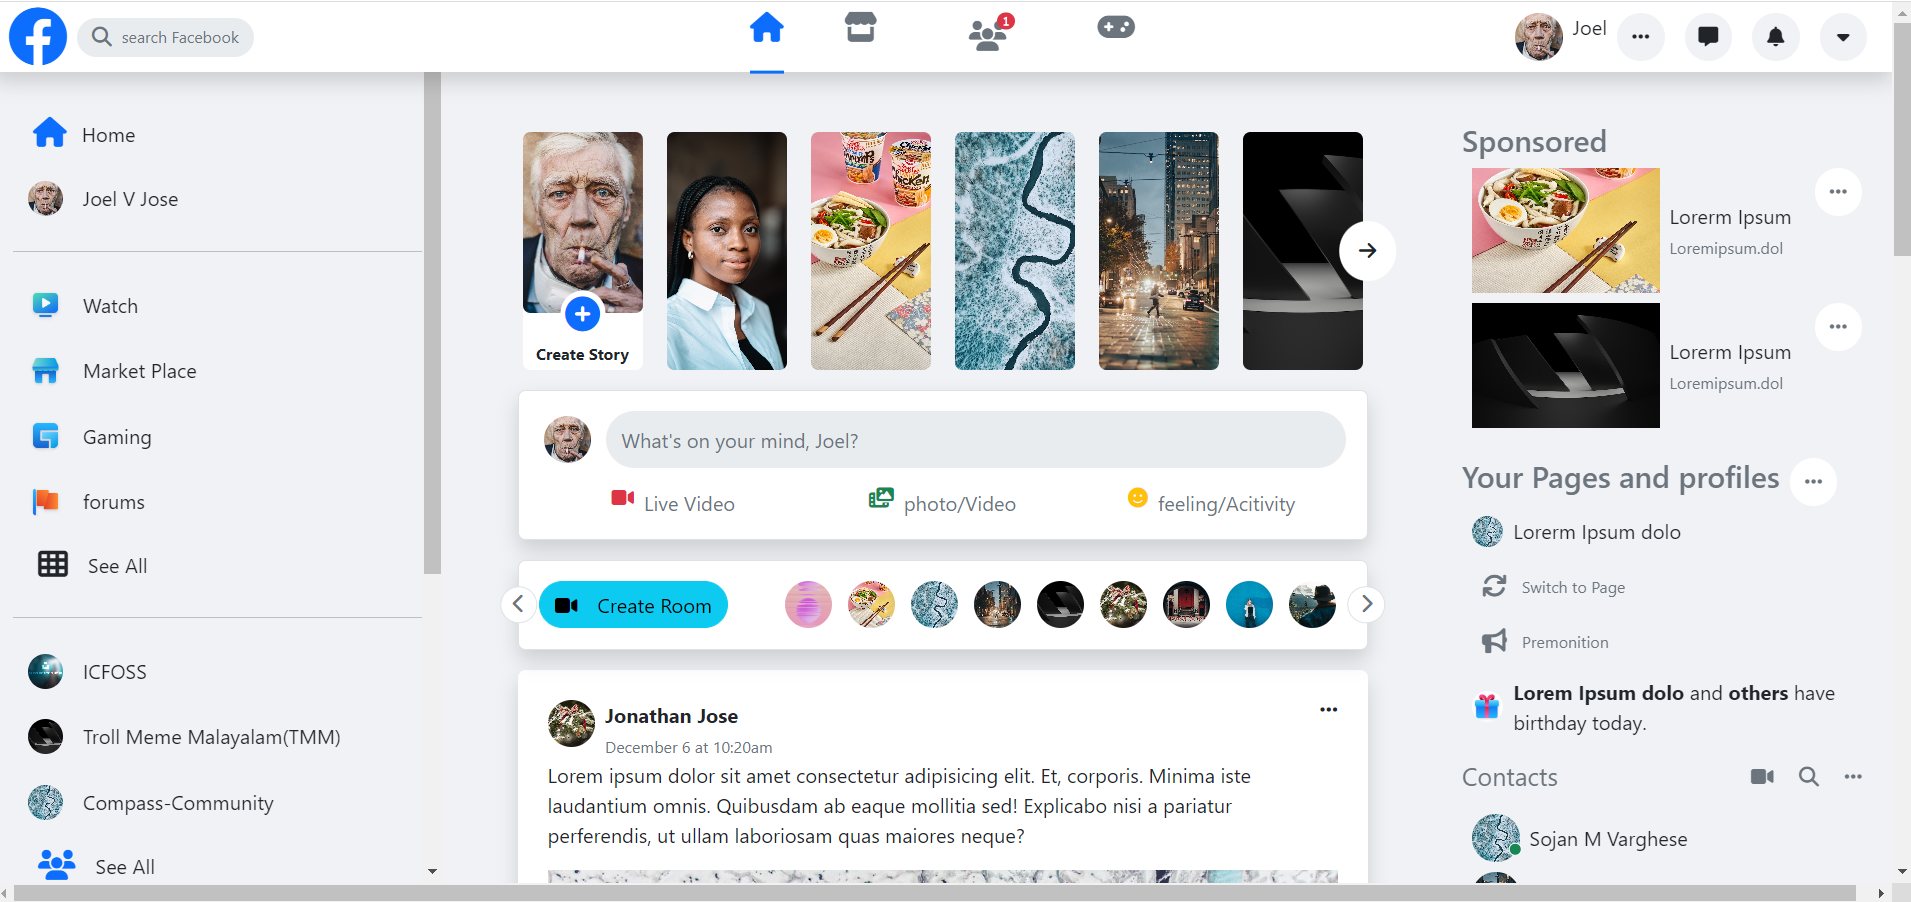 search Facebook
1
Joel
Home
Joel V Jose
Watch
Market Place
Gaming
forums
See All
ICFOSS
Troll Meme Malayalam(TMM)
Compass-Community
See All
Create Story
What's on your mind, Joel?
Live Video
photo/Video
feeling/Acitivity
Create Room
Jonathan Jose
December 6 at 10:20am
Lorem ipsum dolor sit amet consectetur adipisicing elit. Et, corporis. Minima iste
laudantium omnis. Quibusdam ab eaque mollitia sed! Explicabo nisi a pariatur
perferendis, ut ullam laboriosam quas maiores neque?
Sponsored
Lorerm Ipsum
Loremipsum.dol
Lorerm Ipsum
Loremipsum.dol
Your Pages and profiles
Lorerm Ipsum dolo
Switch to Page
Premonition
Lorem Ipsum dolo and others have
birthday today.
Contacts
Sojan M Varghese